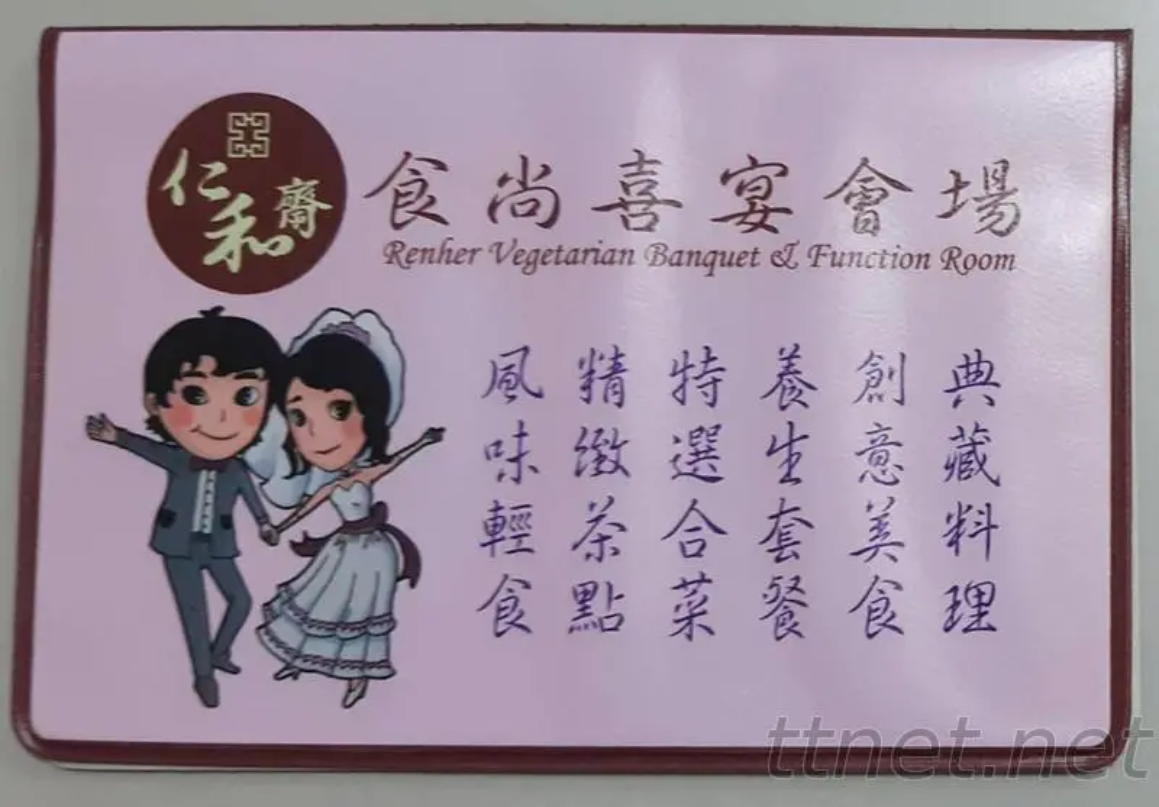 仁和齋
食尚喜宴會場
Renher Vegetarian Banquet & Function Room
典藏料理
創意美食
養生套餐
特選合菜
精緻茶點
風味輕食
ttnet.net